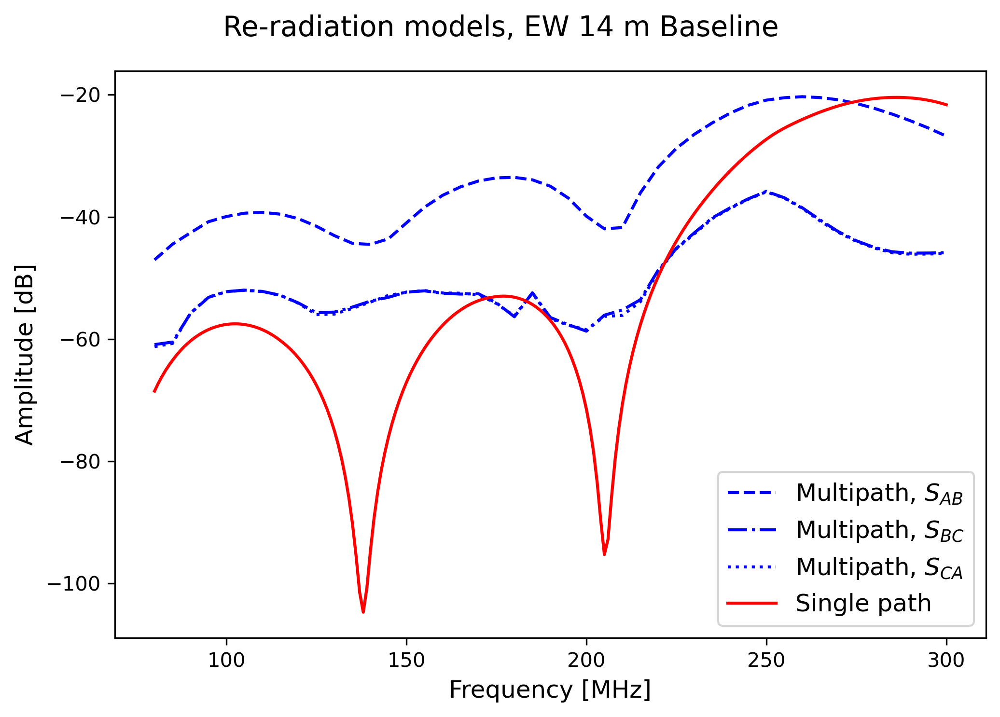 Re-radiation models, EW 14 m Baseline
Amplitude [dB]
−20
−40
−60
−80
−100
100 150 200 250 300
Frequency [MHz]
Multipath, S_AB
Multipath, S_BC
Multipath, S_CA
Single path